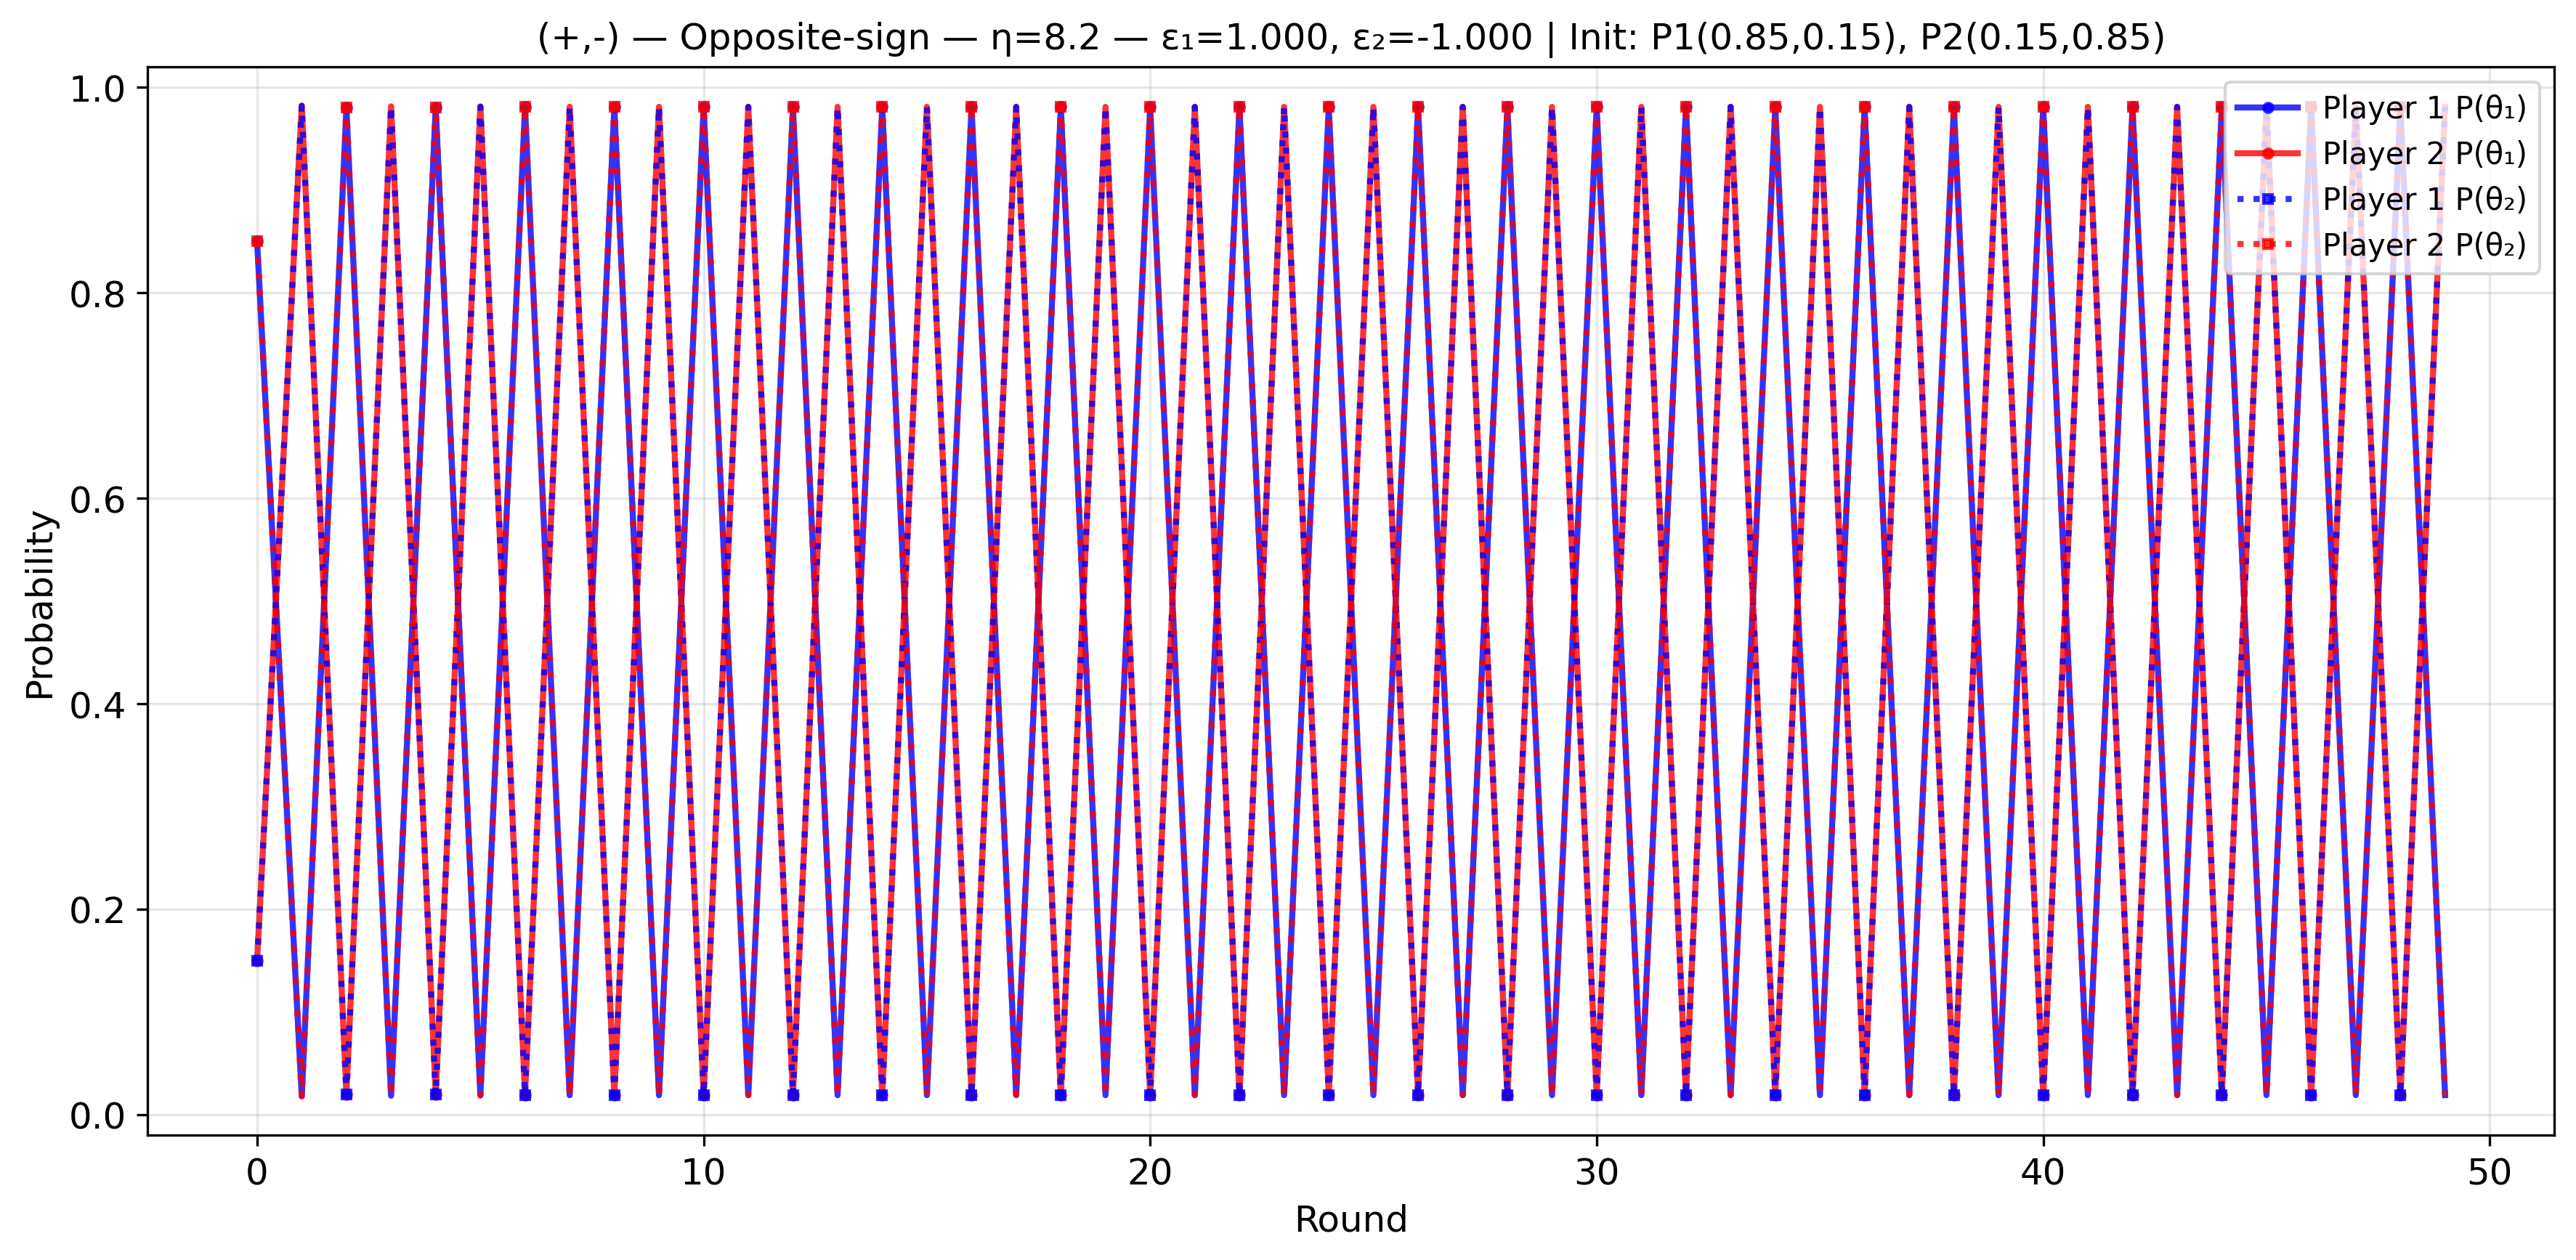 (+,-) — Opposite-sign — η=8.2 — ε₁=1.000, ε₂=-1.000 | Init: P1(0.85,0.15), P2(0.15,0.85)
1.0
0.8
0.6
0.4
0.2
0.0
Probability
Player 1 P(θ₁)
Player 2 P(θ₁)
Player 1 P(θ₂)
Player 2 P(θ₂)
0 10 20 30 40 50
Round